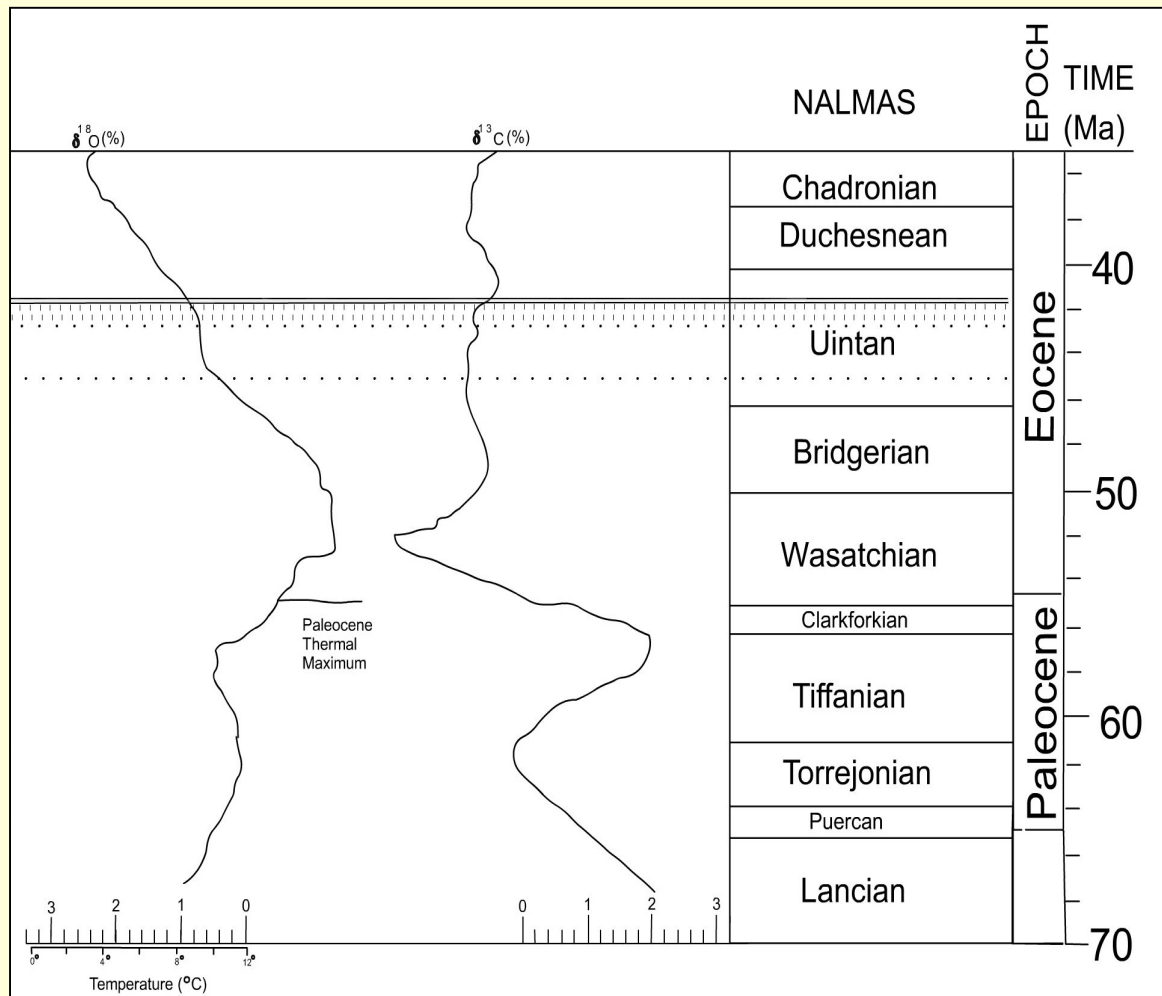 EPOCH
TIME
(Ma)
NALMAS
δ18O (%)
δ13C (%)
Chadronian
Duchesnean
40
Uintan
Eocene
Bridgerian
50
Wasatchian
Clarkforkian
Paleocene
Thermal
Maximum
Tiffanian
60
Paleocene
Torrejonian
Puercan
Lancian
3 2 1 0
0 1 2 3
70
0° 4° 8° 12°
Temperature (°C)